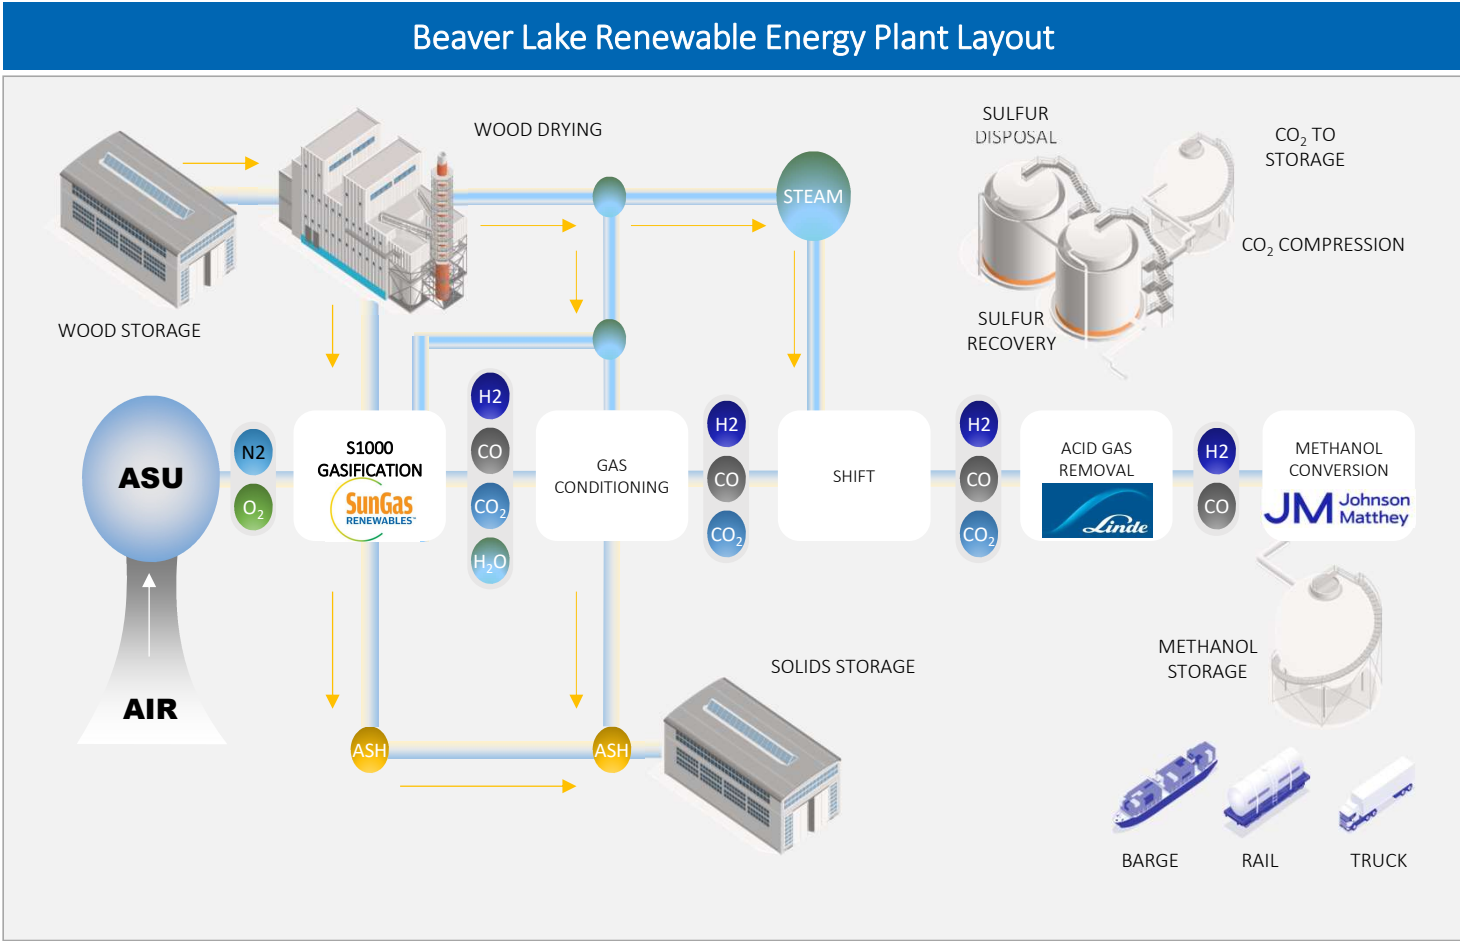 Beaver Lake Renewable Energy Plant Layout
WOOD DRYING
SULFUR
DISPOSAL
CO₂ TO
STORAGE
STEAM
CO₂ COMPRESSION
WOOD STORAGE
SULFUR
RECOVERY
ASU
N2
O₂
S1000
GASIFICATION
SunGas
RENEWABLES™
H2
CO
CO₂
H₂O
GAS
CONDITIONING
H2
CO
CO₂
SHIFT
H2
CO
CO₂
ACID GAS
REMOVAL
Linde
H2
CO
METHANOL
CONVERSION
JM Johnson
Matthey
AIR
METHANOL
STORAGE
SOLIDS STORAGE
ASH
ASH
BARGE
RAIL
TRUCK